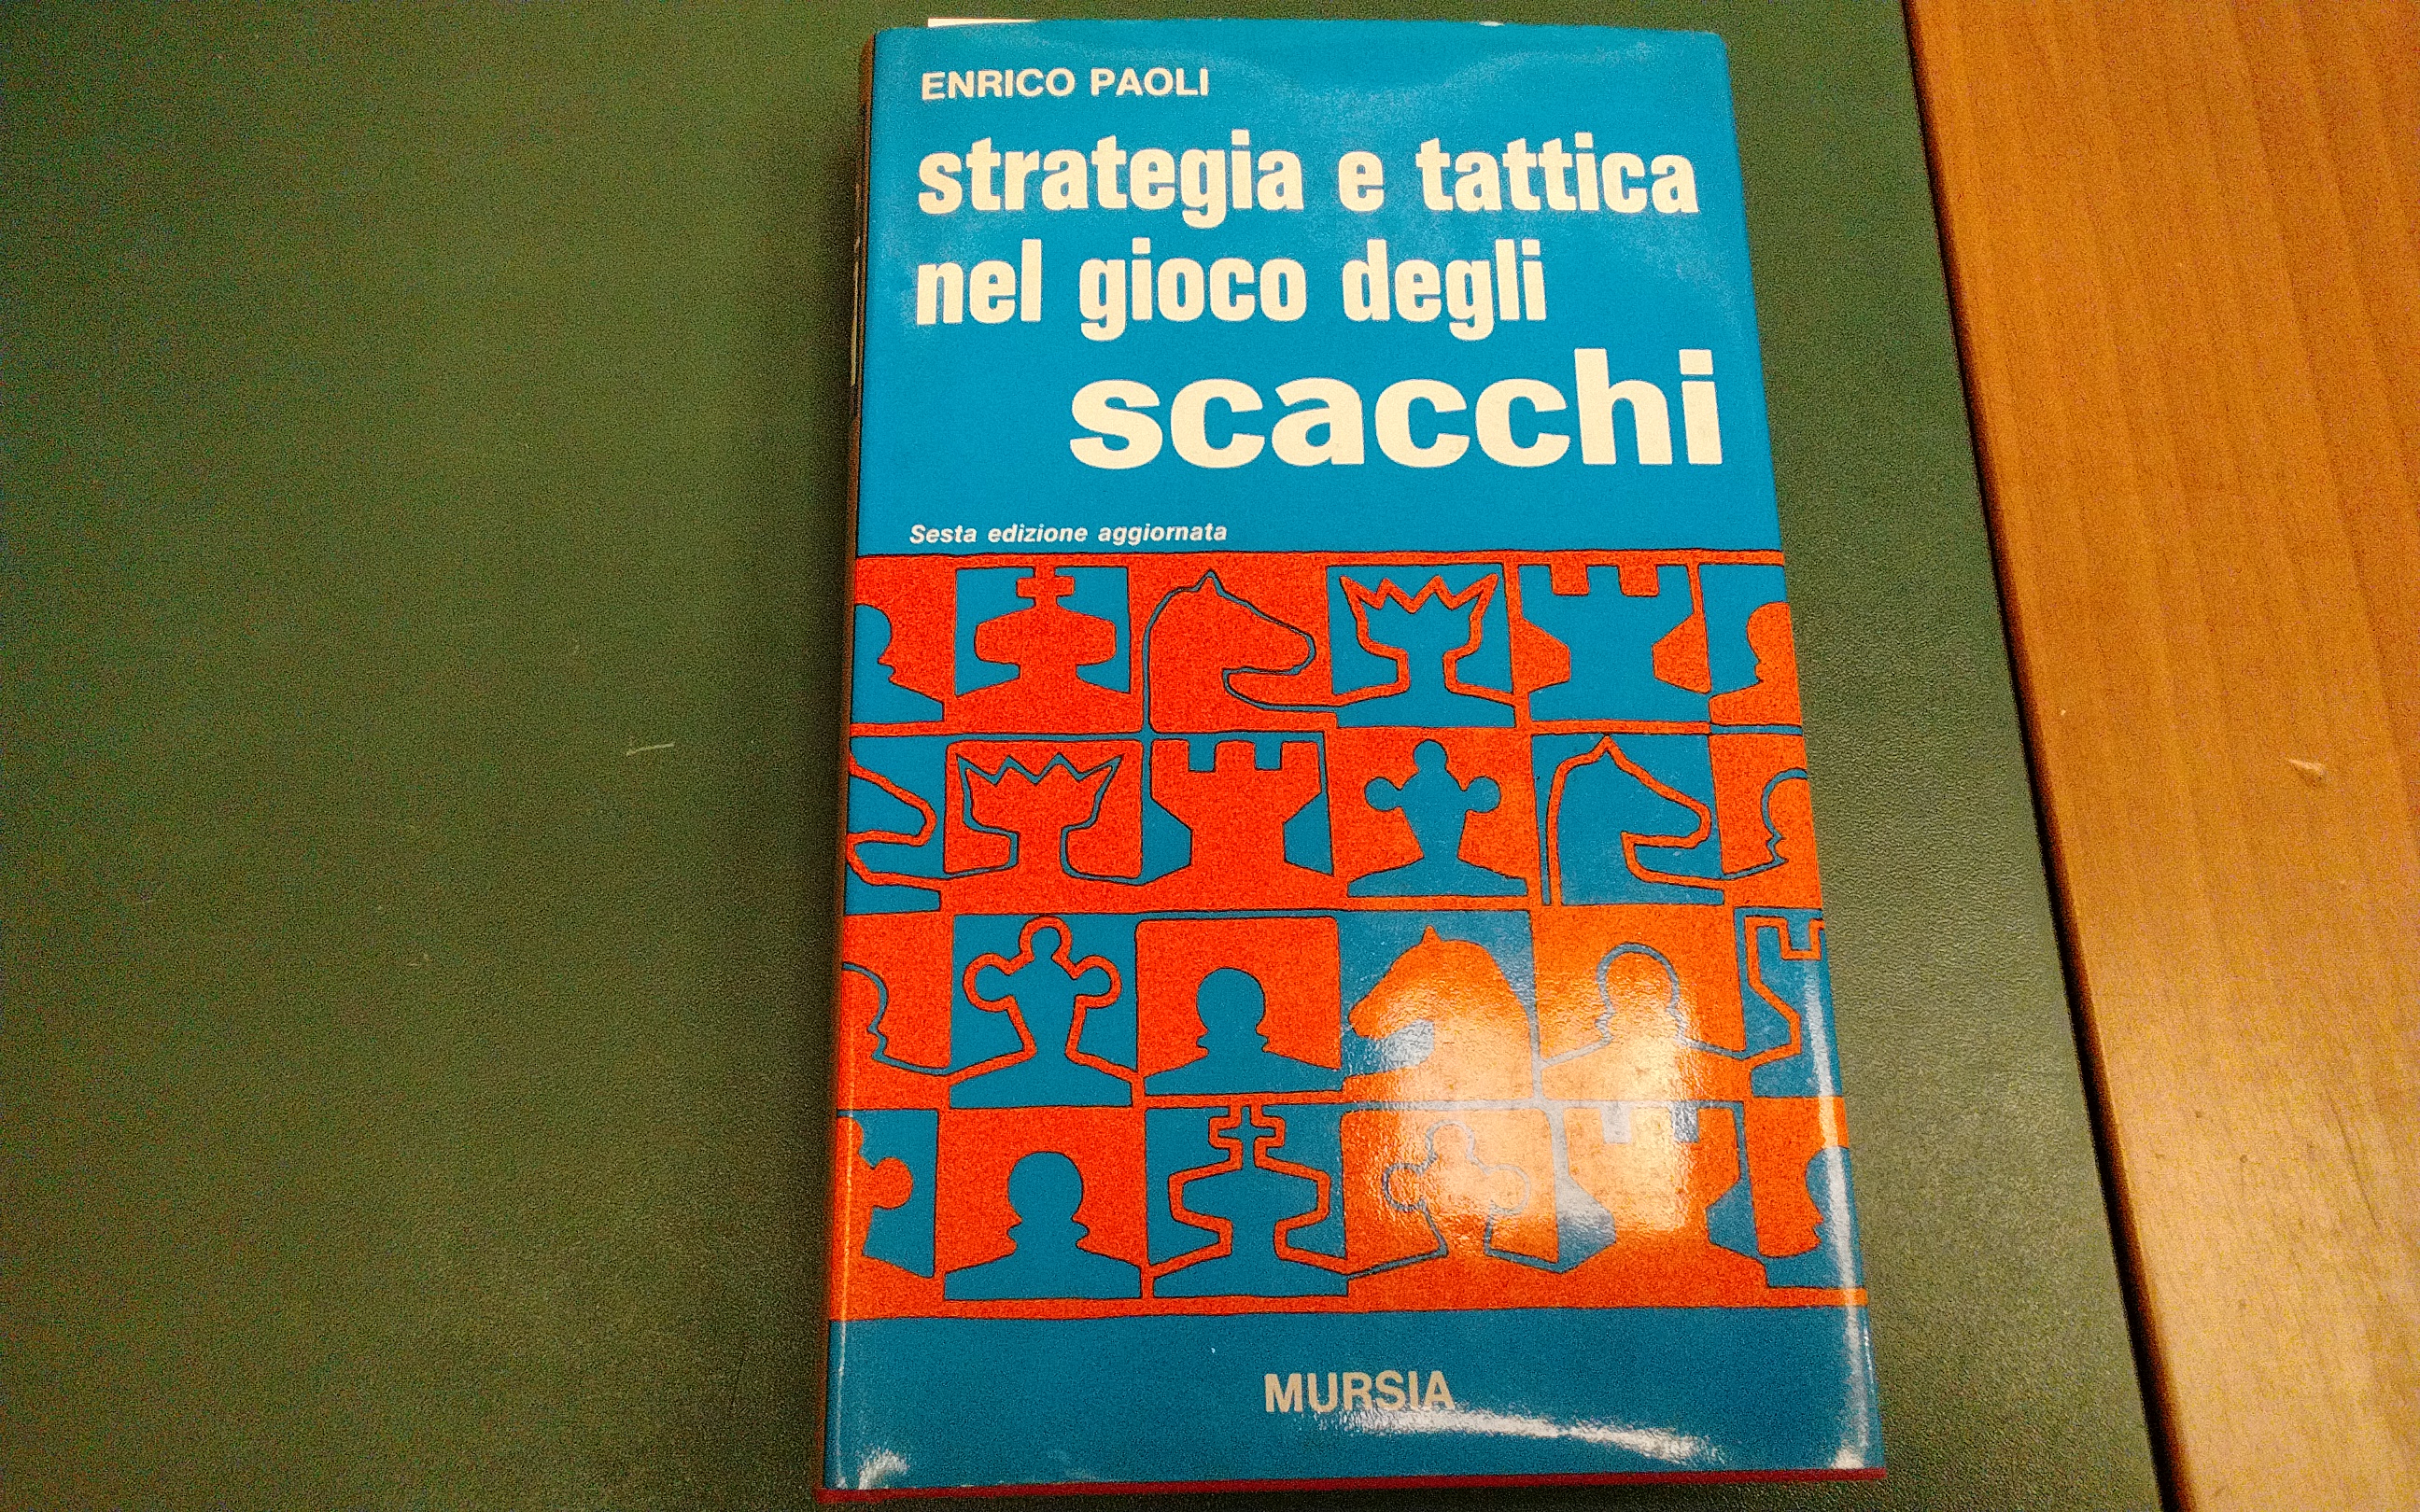 ENRICO PAOLI
strategia e tattica
nel gioco degli
scacchi
Sesta edizione aggiornata
MURSIA